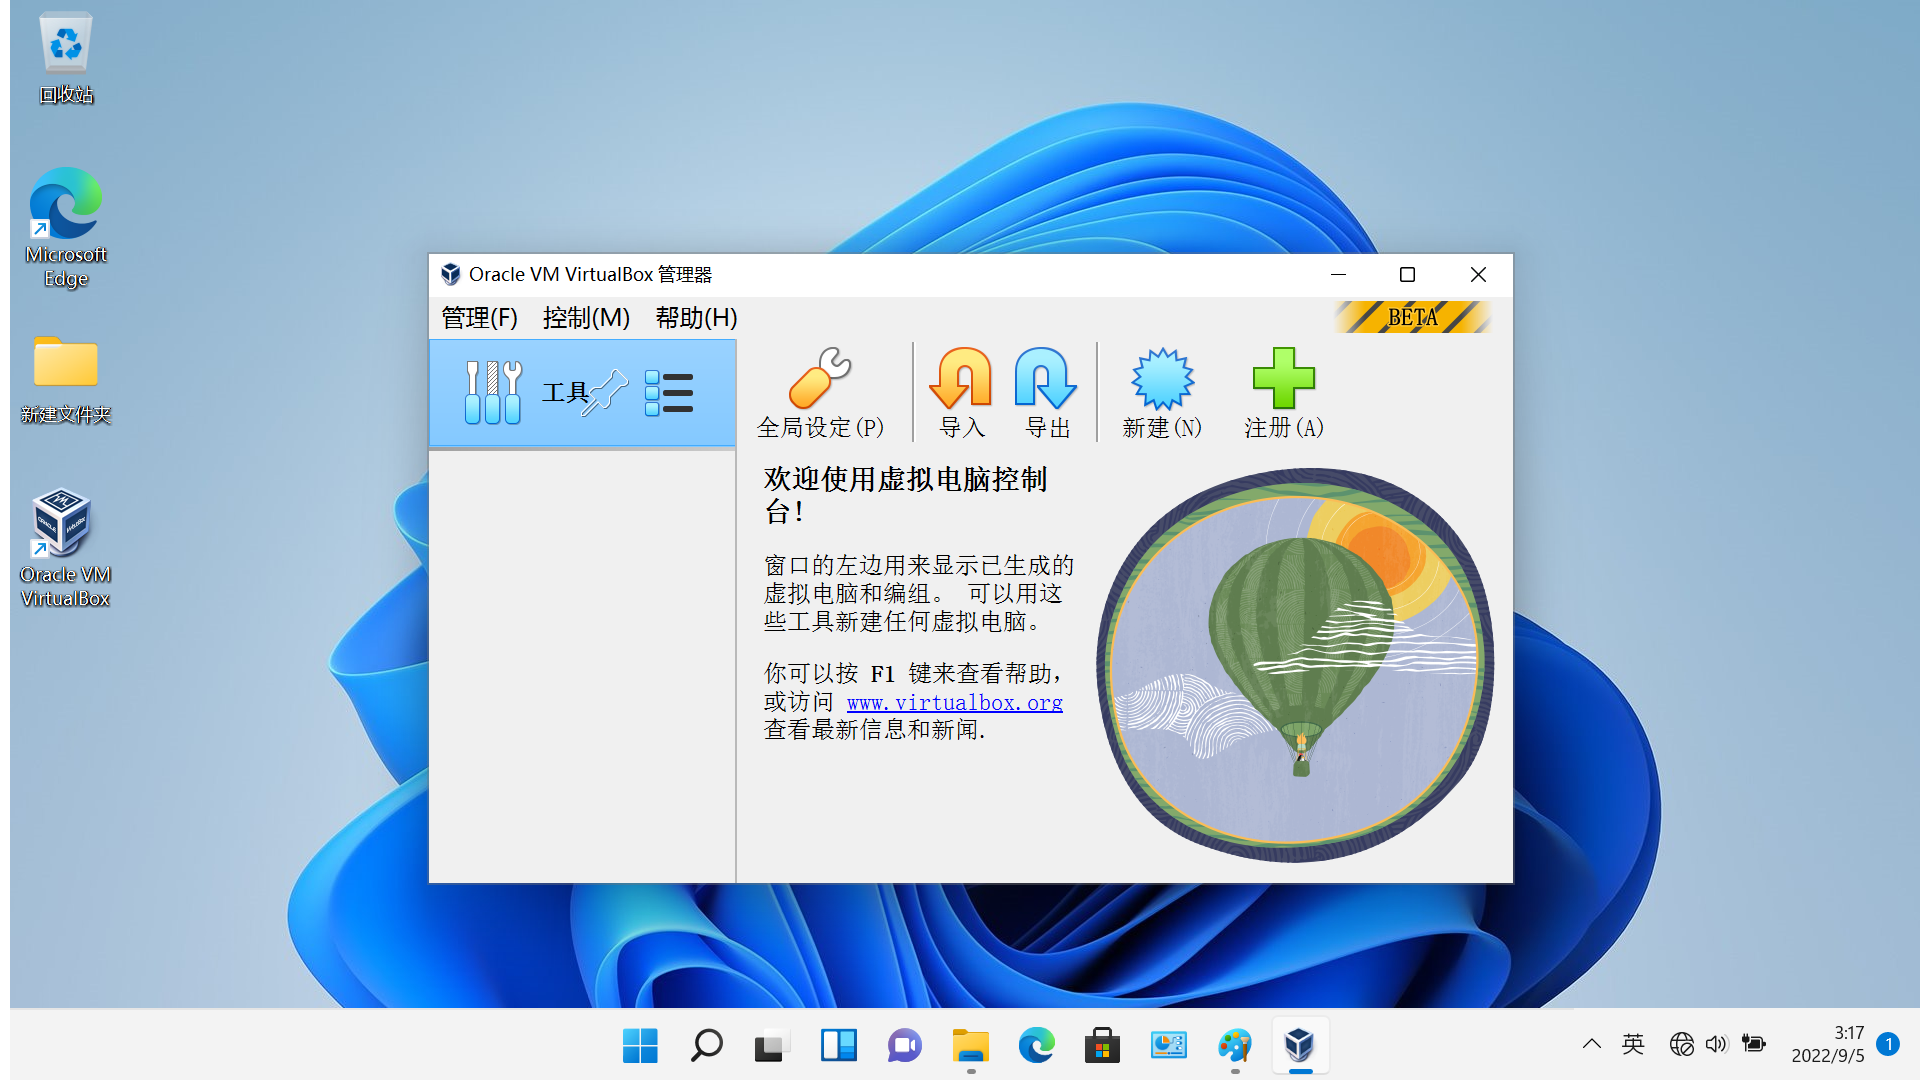 回收站
Microsoft
Edge
新建文件夹
Oracle VM
VirtualBox
Oracle VM VirtualBox 管理器
管理(F) 控制(M) 帮助(H)
BETA
工具
全局设定(P) 导入 导出 新建(N) 注册(A)
欢迎使用虚拟电脑控制
台!
窗口的左边用来显示已生成的
虚拟电脑和编组。 可以用这
些工具新建任何虚拟电脑。
你可以按 F1 键来查看帮助,
或访问 www.virtualbox.org
查看最新信息和新闻.
英
3:17
2022/9/5
1